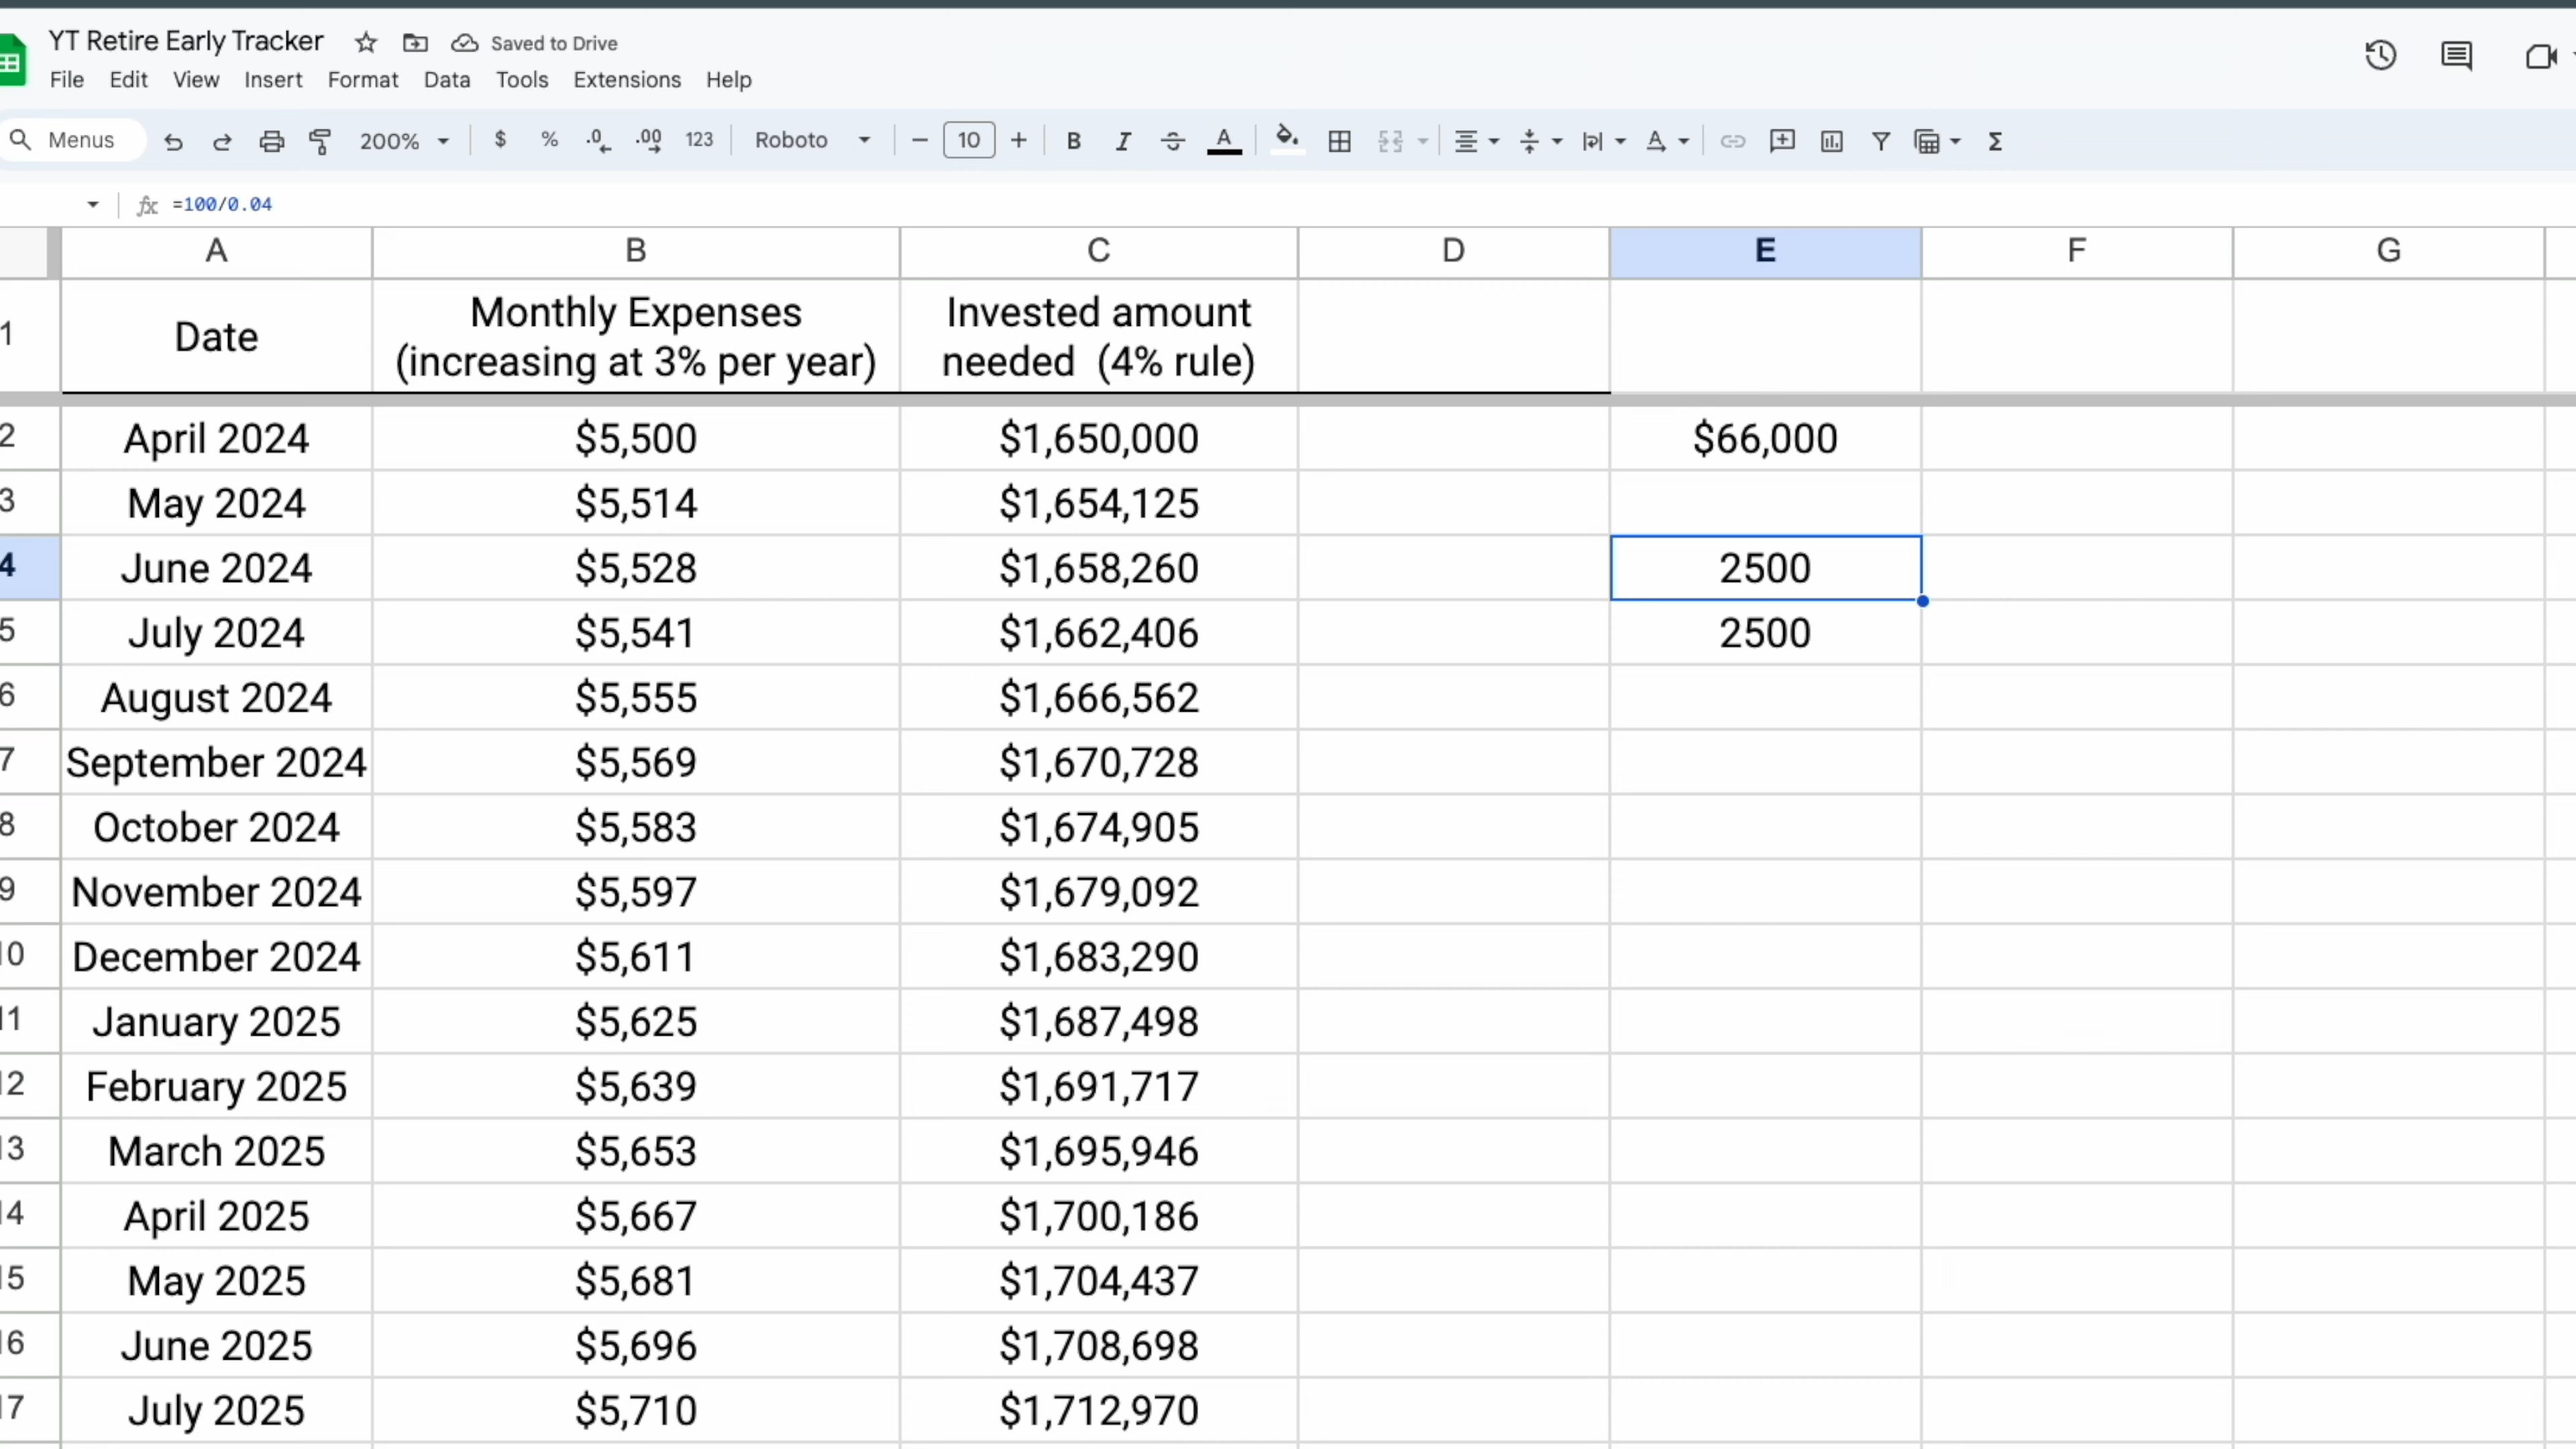 YT Retire Early Tracker Saved to Drive
File Edit View Insert Format Data Tools Extensions Help
Menus 200% $ % .0 .00 123 Roboto 10 B I A
fx =100/0.04
A B C D E F G
1 Date Monthly Expenses (increasing at 3% per year) Invested amount needed (4% rule)
2 April 2024 $5,500 $1,650,000 $66,000
3 May 2024 $5,514 $1,654,125
4 June 2024 $5,528 $1,658,260 2500
5 July 2024 $5,541 $1,662,406 2500
6 August 2024 $5,555 $1,666,562
7 September 2024 $5,569 $1,670,728
8 October 2024 $5,583 $1,674,905
9 November 2024 $5,597 $1,679,092
10 December 2024 $5,611 $1,683,290
11 January 2025 $5,625 $1,687,498
12 February 2025 $5,639 $1,691,717
13 March 2025 $5,653 $1,695,946
14 April 2025 $5,667 $1,700,186
15 May 2025 $5,681 $1,704,437
16 June 2025 $5,696 $1,708,698
17 July 2025 $5,710 $1,712,970